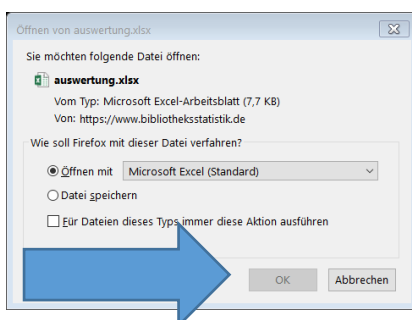 Öffnen von auswertung.xlsx
Sie möchten folgende Datei öffnen:
auswertung.xlsx
Vom Typ: Microsoft Excel-Arbeitsblatt (7,7 KB)
Von: https://www.bibliotheksstatistik.de
Wie soll Firefox mit dieser Datei verfahren?
Öffnen mit Microsoft Excel (Standard)
Datei speichern
Für Dateien dieses Typs immer diese Aktion ausführen
OK Abbrechen